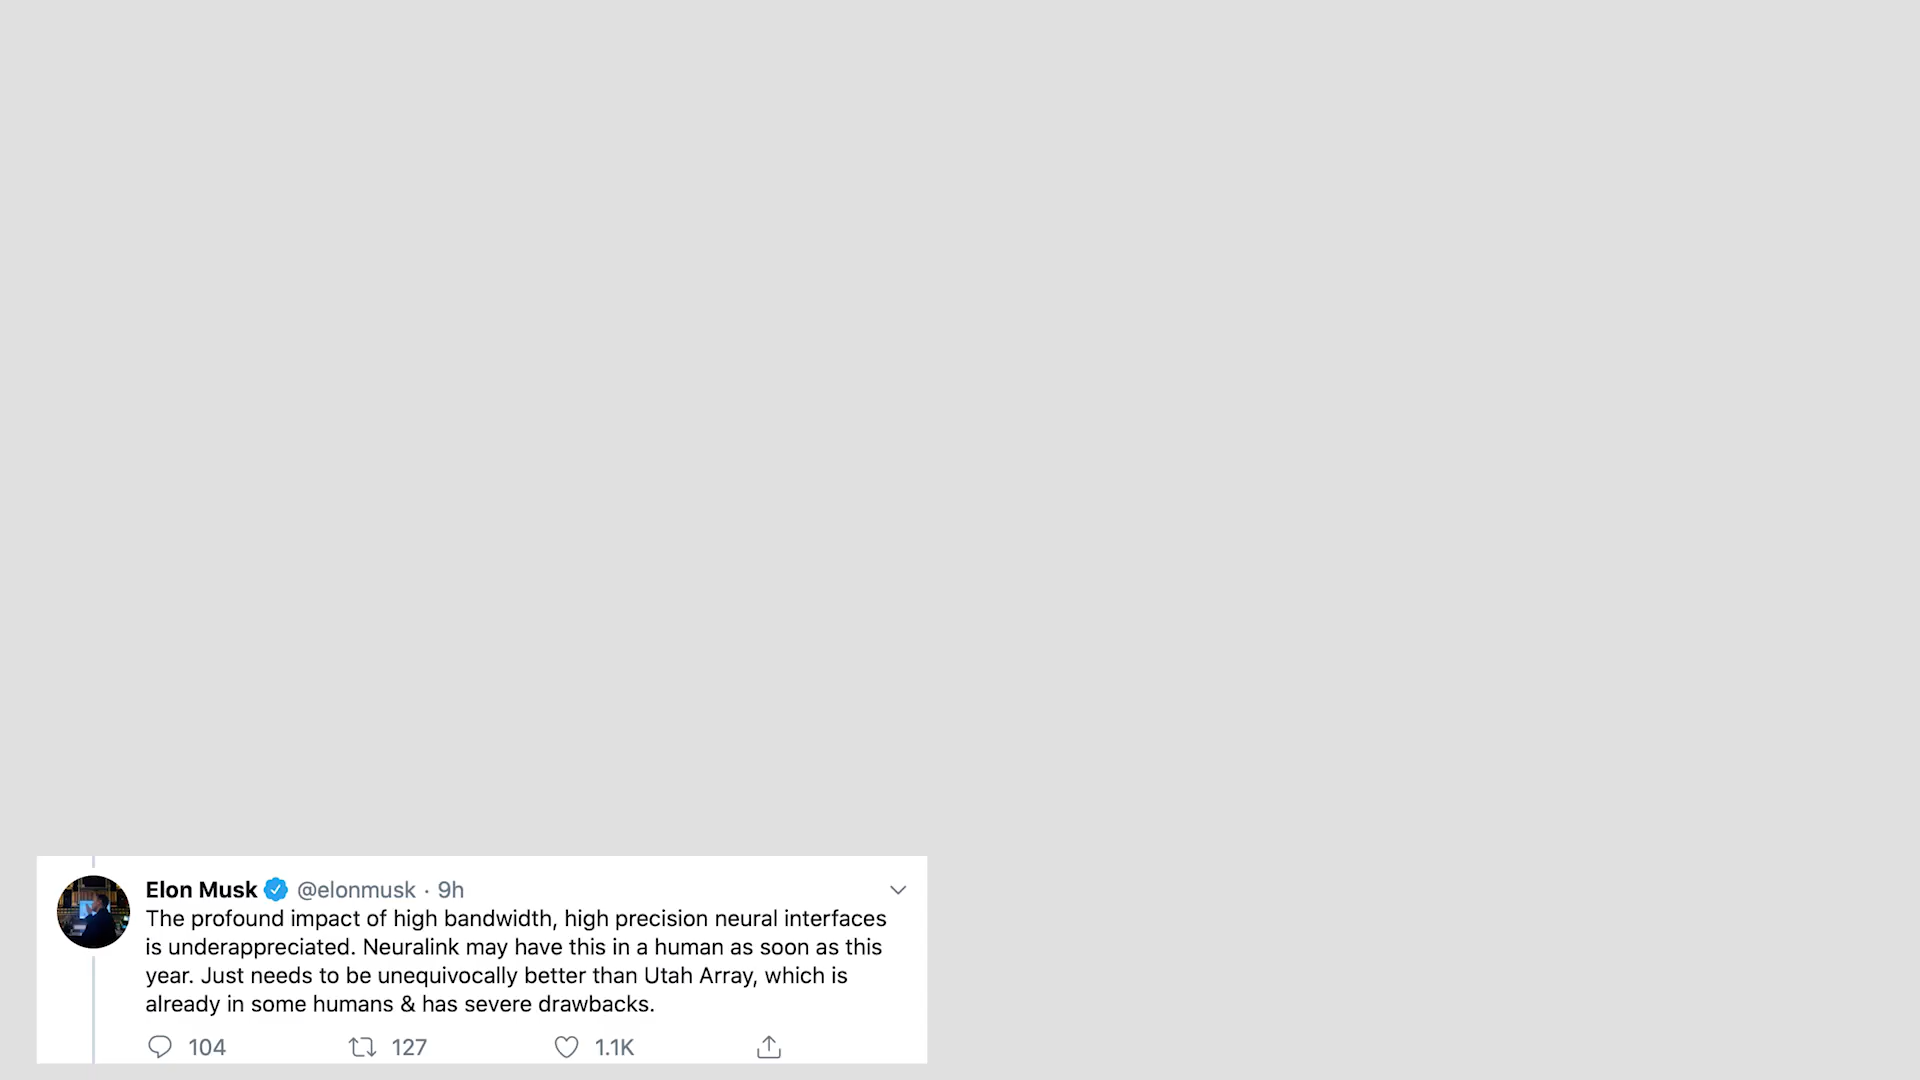 Elon Musk @elonmusk · 9h
The profound impact of high bandwidth, high precision neural interfaces
is underappreciated. Neuralink may have this in a human as soon as this
year. Just needs to be unequivocally better than Utah Array, which is
already in some humans & has severe drawbacks.
104 127 1.1K